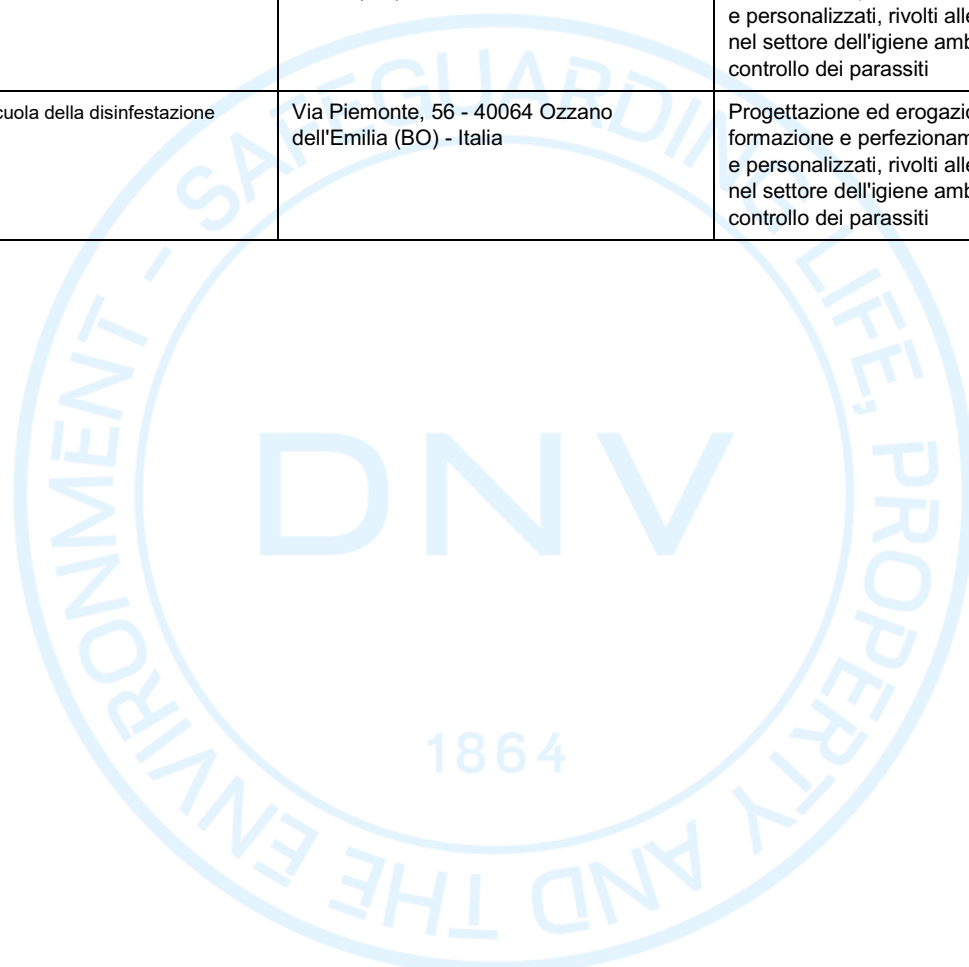 e personalizzati, rivolti alle
nel settore dell'igiene amb
controllo dei parassiti
cuola della disinfestazione
Via Piemonte, 56 - 40064 Ozzano
dell'Emilia (BO) - Italia
Progettazione ed erogazio
formazione e perfezionam
e personalizzati, rivolti alle
nel settore dell'igiene amb
controllo dei parassiti
SAFEGUARDING LIFE, PROPERTY AND THE ENVIRONMENT -
DNV
1864